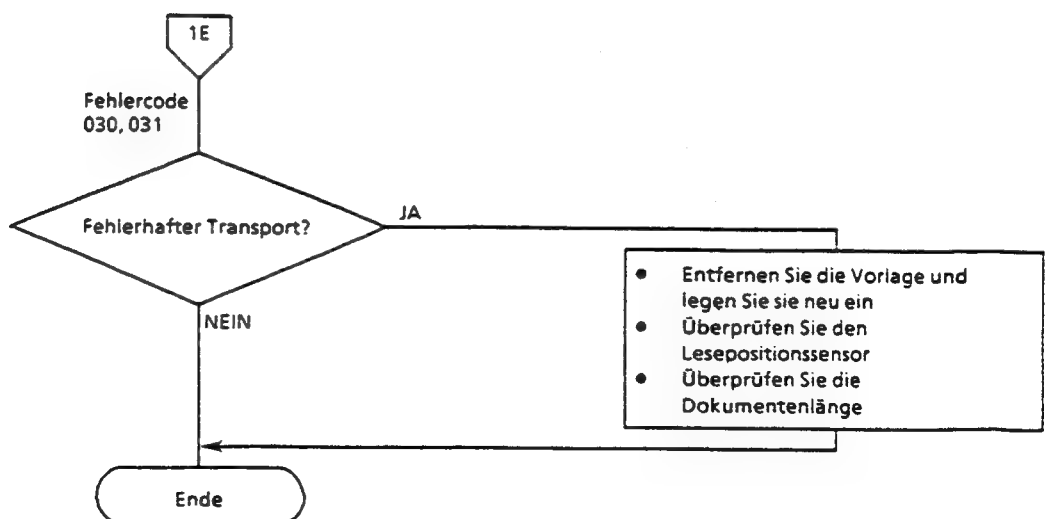 1E
Fehlercode
030, 031
Fehlerhafter Transport?
JA
NEIN
• Entfernen Sie die Vorlage und
legen Sie sie neu ein
• Überprüfen Sie den
Lesepositionssensor
• Überprüfen Sie die
Dokumentenlänge
Ende